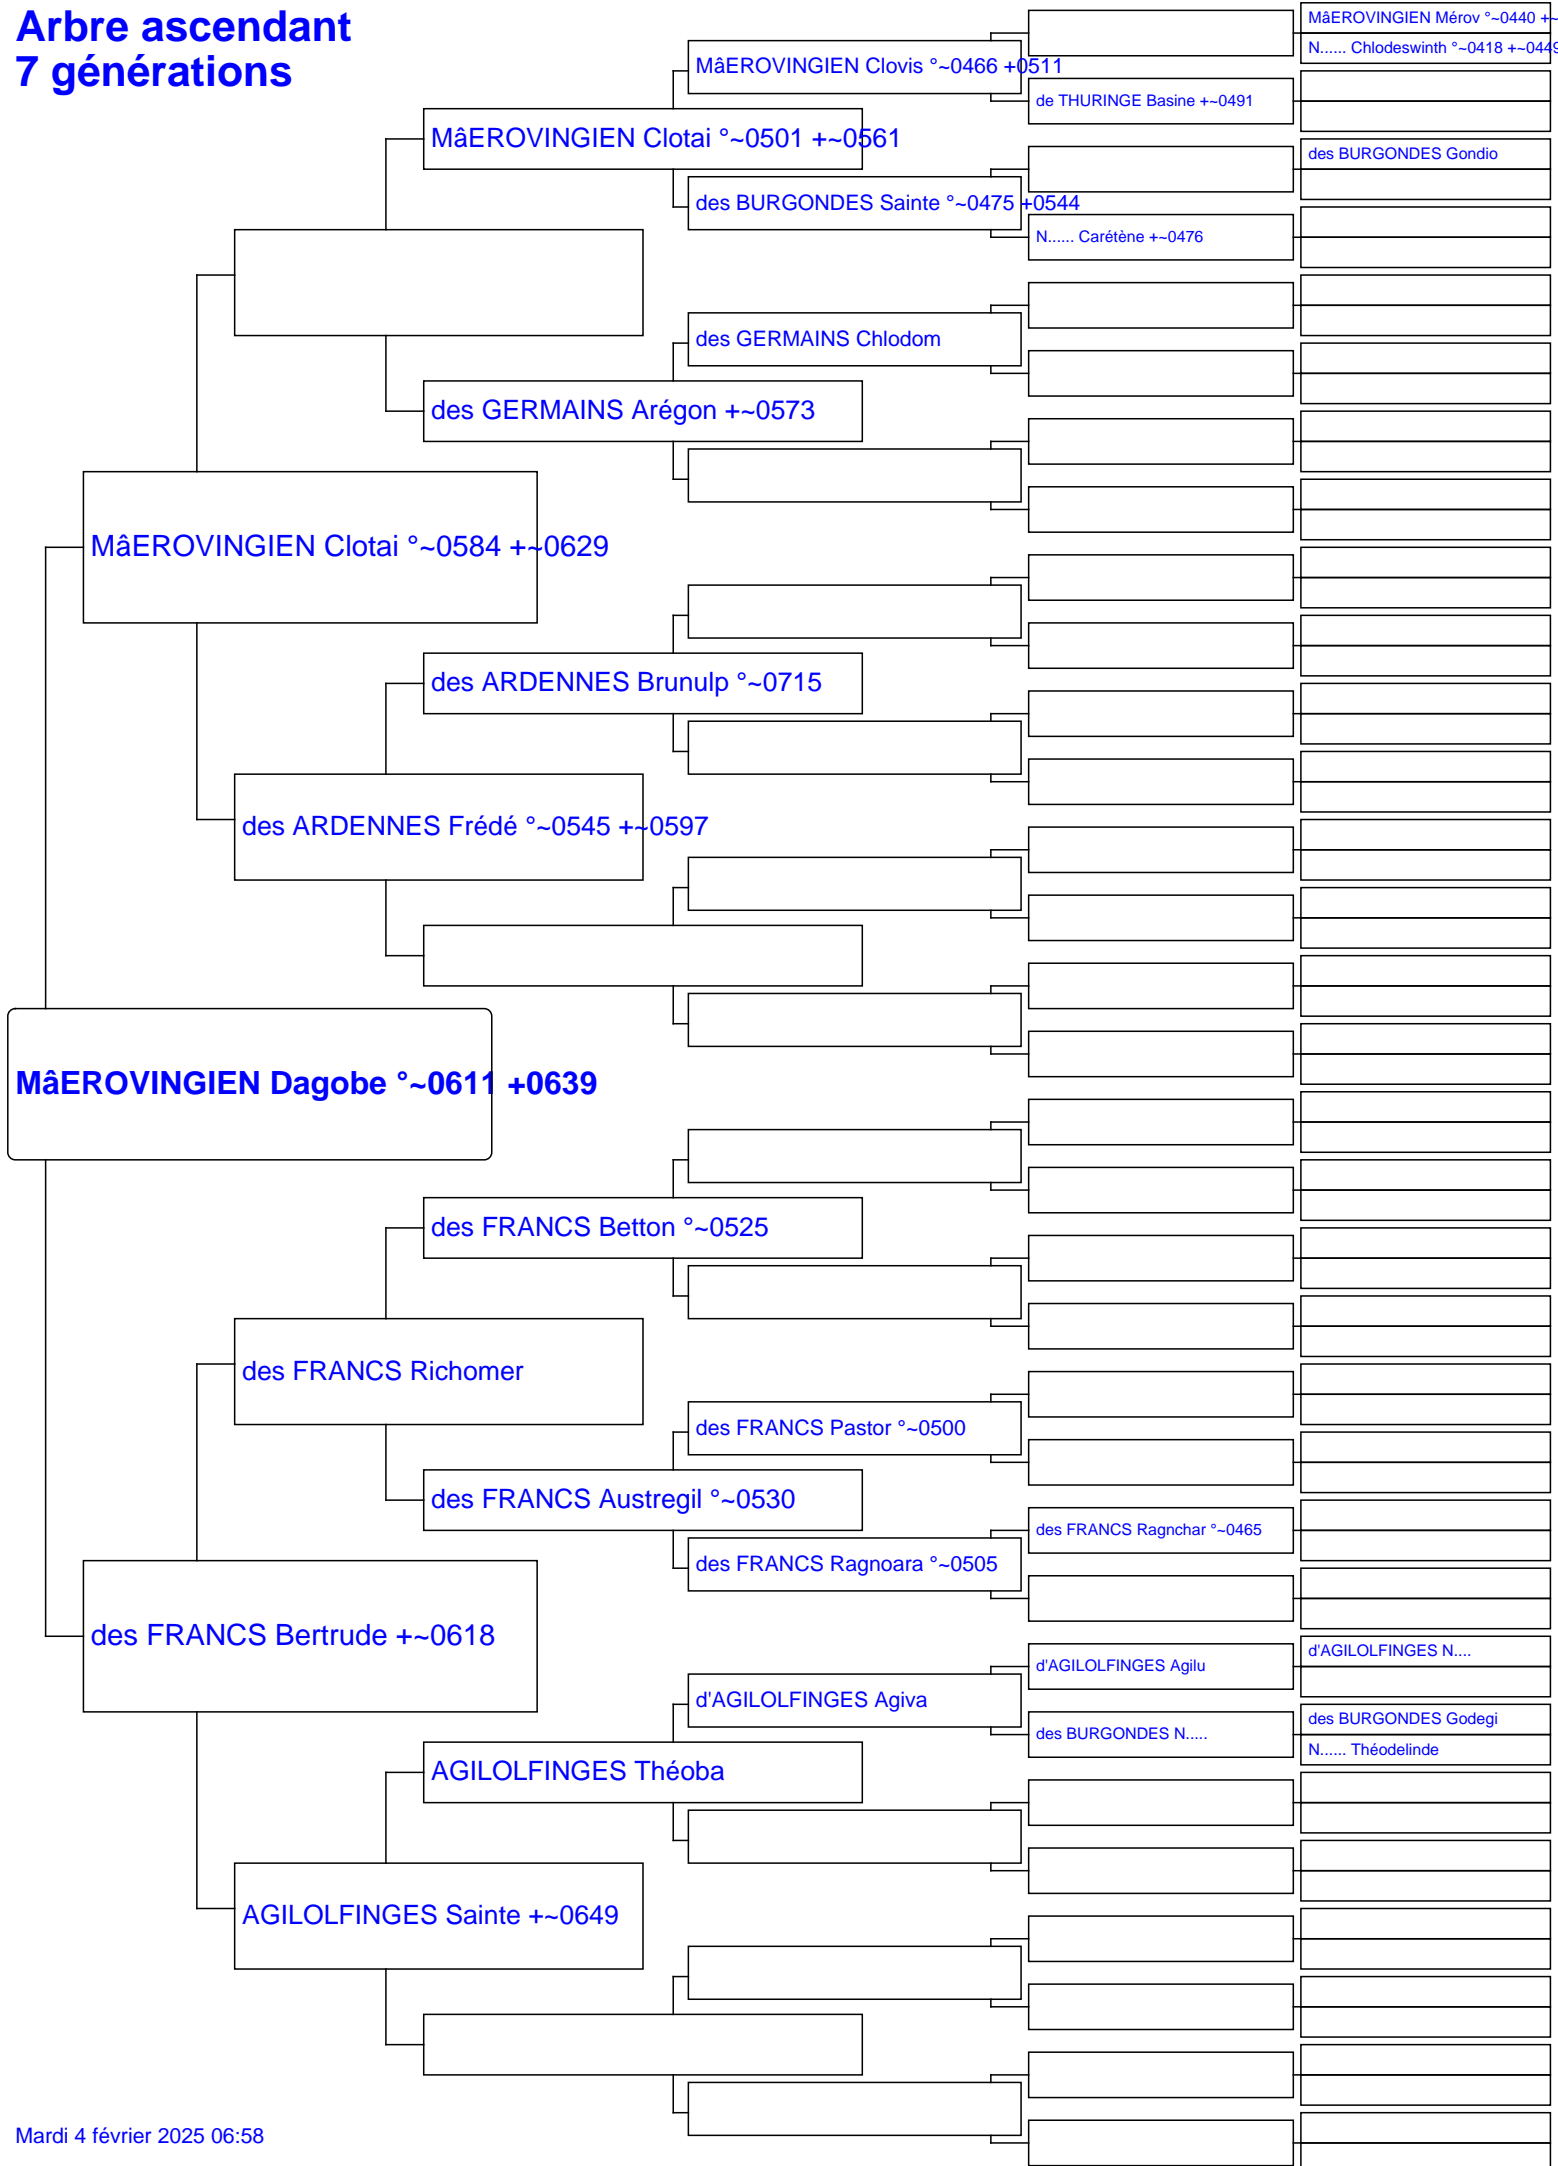 Arbre ascendant
7 générations
MâEROVINGIEN Mérov °~0440 +~
N...... Chlodeswinth °~0418 +~0449
MâEROVINGIEN Clovis °~0466 +0511
de THURINGE Basine +~0491
MâEROVINGIEN Clotai °~0501 +~0561
des BURGONDES Gondio
des BURGONDES Sainte °~0475 +0544
N...... Carétène +~0476
des GERMAINS Chlodom
des GERMAINS Arégon +~0573
MâEROVINGIEN Clotai °~0584 +~0629
des ARDENNES Brunulp °~0715
des ARDENNES Frédé °~0545 +~0597
MâEROVINGIEN Dagobe °~0611 +0639
des FRANCS Betton °~0525
des FRANCS Richomer
des FRANCS Pastor °~0500
des FRANCS Austregil °~0530
des FRANCS Ragnchar °~0465
des FRANCS Ragnoara °~0505
des FRANCS Bertrude +~0618
d'AGILOLFINGES N....
d'AGILOLFINGES Agilu
d'AGILOLFINGES Agiva
des BURGONDES Godegi
des BURGONDES N.....
N...... Théodelinde
AGILOLFINGES Théoba
AGILOLFINGES Sainte +~0649
Mardi 4 février 2025 06:58